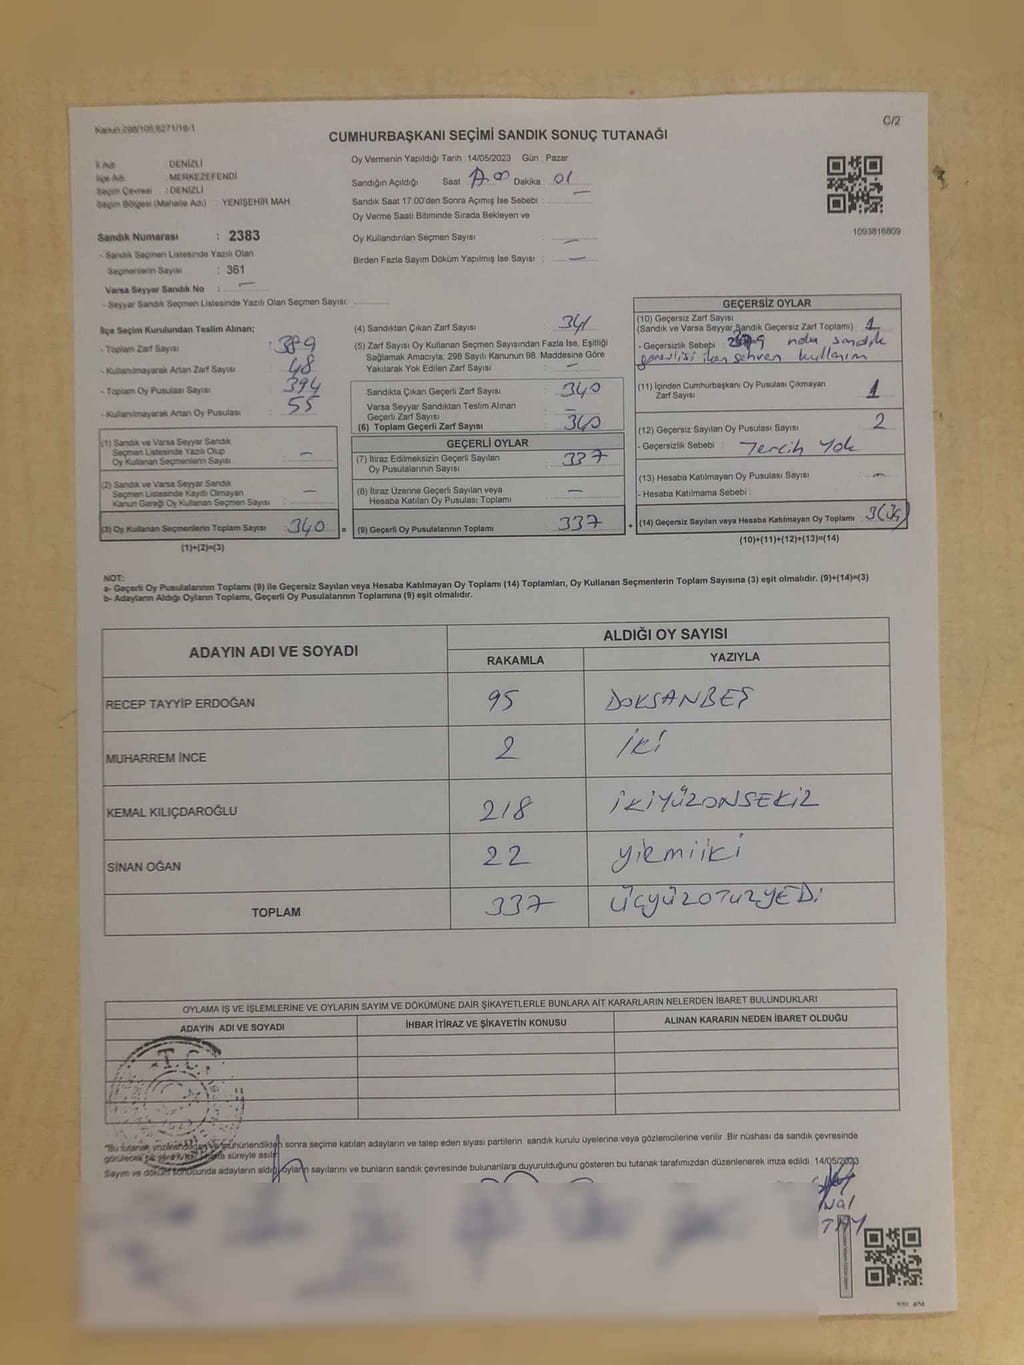 Kanun 298/105,6271/18-1
C/2
CUMHURBAŞKANI SEÇİMİ SANDIK SONUÇ TUTANAĞI
İl Adı : DENİZLİ
İlçe Adı : MERKEZEFENDİ
Seçim Çevresi : DENİZLİ
Seçim Bölgesi (Mahalle Adı) : YENİŞEHİR MAH
Sandık Numarası : 2383
- Sandık Seçmen Listesinde Yazılı Olan
Seçmenlerin Sayısı : 361
Varsa Seyyar Sandık No : —
- Seyyar Sandık Seçmen Listesinde Yazılı Olan Seçmen Sayısı:
Oy Vermenin Yapıldığı Tarih : 14/05/2023 Gün : Pazar
Sandığın Açıldığı Saat Dakika 01
Sandık Saat 17:00'den Sonra Açımış İse Sebebi : —
Oy Verme Saati Bitiminde Sırada Bekleyen ve
Oy Kullandırılan Seçmen Sayısı : —
Birden Fazla Sayım Döküm Yapılmış İse Sayısı : —
1093816809
İlçe Seçim Kurulundan Teslim Alınan;
- Toplam Zarf Sayısı : 389
- Kullanılmayarak Artan Zarf Sayısı : 48
- Toplam Oy Pusulası Sayısı : 394
- Kullanılmayarak Artan Oy Pusulası : 55
(1) Sandık ve Varsa Seyyar Sandık
Seçmen Listesinde Yazılı Olup
Oy Kullanan Seçmenlerin Sayısı : —
(2) Sandık ve Varsa Seyyar Sandık
Seçmen Listesinde Kayıtlı Olmayan
Kanun Gereği Oy Kullanan Seçmen Sayısı : —
(3) Oy Kullanan Seçmenlerin Toplam Sayısı 340 =
(1)+(2)=(3)
(4) Sandıktan Çıkan Zarf Sayısı : 341
(5) Zarf Sayısı Oy Kullanan Seçmen Sayısından Fazla İse, Eşitliği
Sağlamak Amacıyla; 298 Sayılı Kanunun 98. Maddesine Göre
Yakılarak Yok Edilen Zarf Sayısı : —
Sandıkta Çıkan Geçerli Zarf Sayısı : 340
Varsa Seyyar Sandıktan Teslim Alınan
Geçerli Zarf Sayısı : —
(6) Toplam Geçerli Zarf Sayısı : 340
GEÇERLİ OYLAR
(7) İtiraz Edilmeksizin Geçerli Sayılan
Oy Pusulalarının Sayısı : 337
(8) İtiraz Üzerine Geçerli Sayılan veya
Hesaba Katılan Oy Pusulası Toplamı : —
(9) Geçerli Oy Pusulalarının Toplamı : 337 +
GEÇERSİZ OYLAR
(10) Geçersiz Zarf Sayısı
(Sandık ve Varsa Seyyar Sandık Geçersiz Zarf Toplamı) : 1
- Geçersizlik Sebebi : nolu sandık
görevlisi sehven kullanım
(11) İçinden Cumhurbaşkanı Oy Pusulası Çıkmayan
Zarf Sayısı : 1
(12) Geçersiz Sayılan Oy Pusulası Sayısı : 2
- Geçersizlik Sebebi : Tercih Yok
(13) Hesaba Katılmayan Oy Pusulası Sayısı : —
- Hesaba Katılmama Sebebi :
(14) Geçersiz Sayılan veya Hesaba Katılmayan Oy Toplamı : 3(üç)
(10)+(11)+(12)+(13)=(14)
NOT:
a- Geçerli Oy Pusulalarının Toplamı (9) ile Geçersiz Sayılan veya Hesaba Katılmayan Oy Toplamı (14) Toplamları, Oy Kullanan Seçmenlerin Toplam Sayısına (3) eşit olmalıdır. (9)+(14)=(3)
b- Adayların Aldığı Oyların Toplamı, Geçerli Oy Pusulalarının Toplamına (9) eşit olmalıdır.
ADAYIN ADI VE SOYADI
ALDIĞI OY SAYISI
RAKAMLA YAZIYLA
RECEP TAYYİP ERDOĞAN 95 DOKSANBEŞ
MUHARREM İNCE 2 İKİ
KEMAL KILIÇDAROĞLU 218 İKİYÜZONSEKİZ
SİNAN OĞAN 22 yirmiiki
TOPLAM 337 ÜÇYÜZOTUZYEDİ
OYLAMA İŞ VE İŞLEMLERİNE VE OYLARIN SAYIM VE DÖKÜMÜNE DAİR ŞİKAYETLERLE BUNLARA AİT KARARLARIN NELERDEN İBARET BULUNDUKLARI
ADAYIN ADI VE SOYADI İHBAR İTİRAZ VE ŞİKAYETİN KONUSU ALINAN KARARIN NEDEN İBARET OLDUĞU
T.C.
*Bu tutanak sonra seçime katılan adayların ve talep eden siyasi partilerin sandık kurulu üyelerine veya gözlemcilerine verilir .Bir nüshası da sandık çevresinde
görülecek bir yere süreyle asılır.
Sayım ve döküm sonucunda adayların aldığı oyların sayılarını ve bunların sandık çevresinde bulunanlara duyurulduğunu gösteren bu tutanak tarafımızdan düzenlenerek imza edildi 14/05/2023